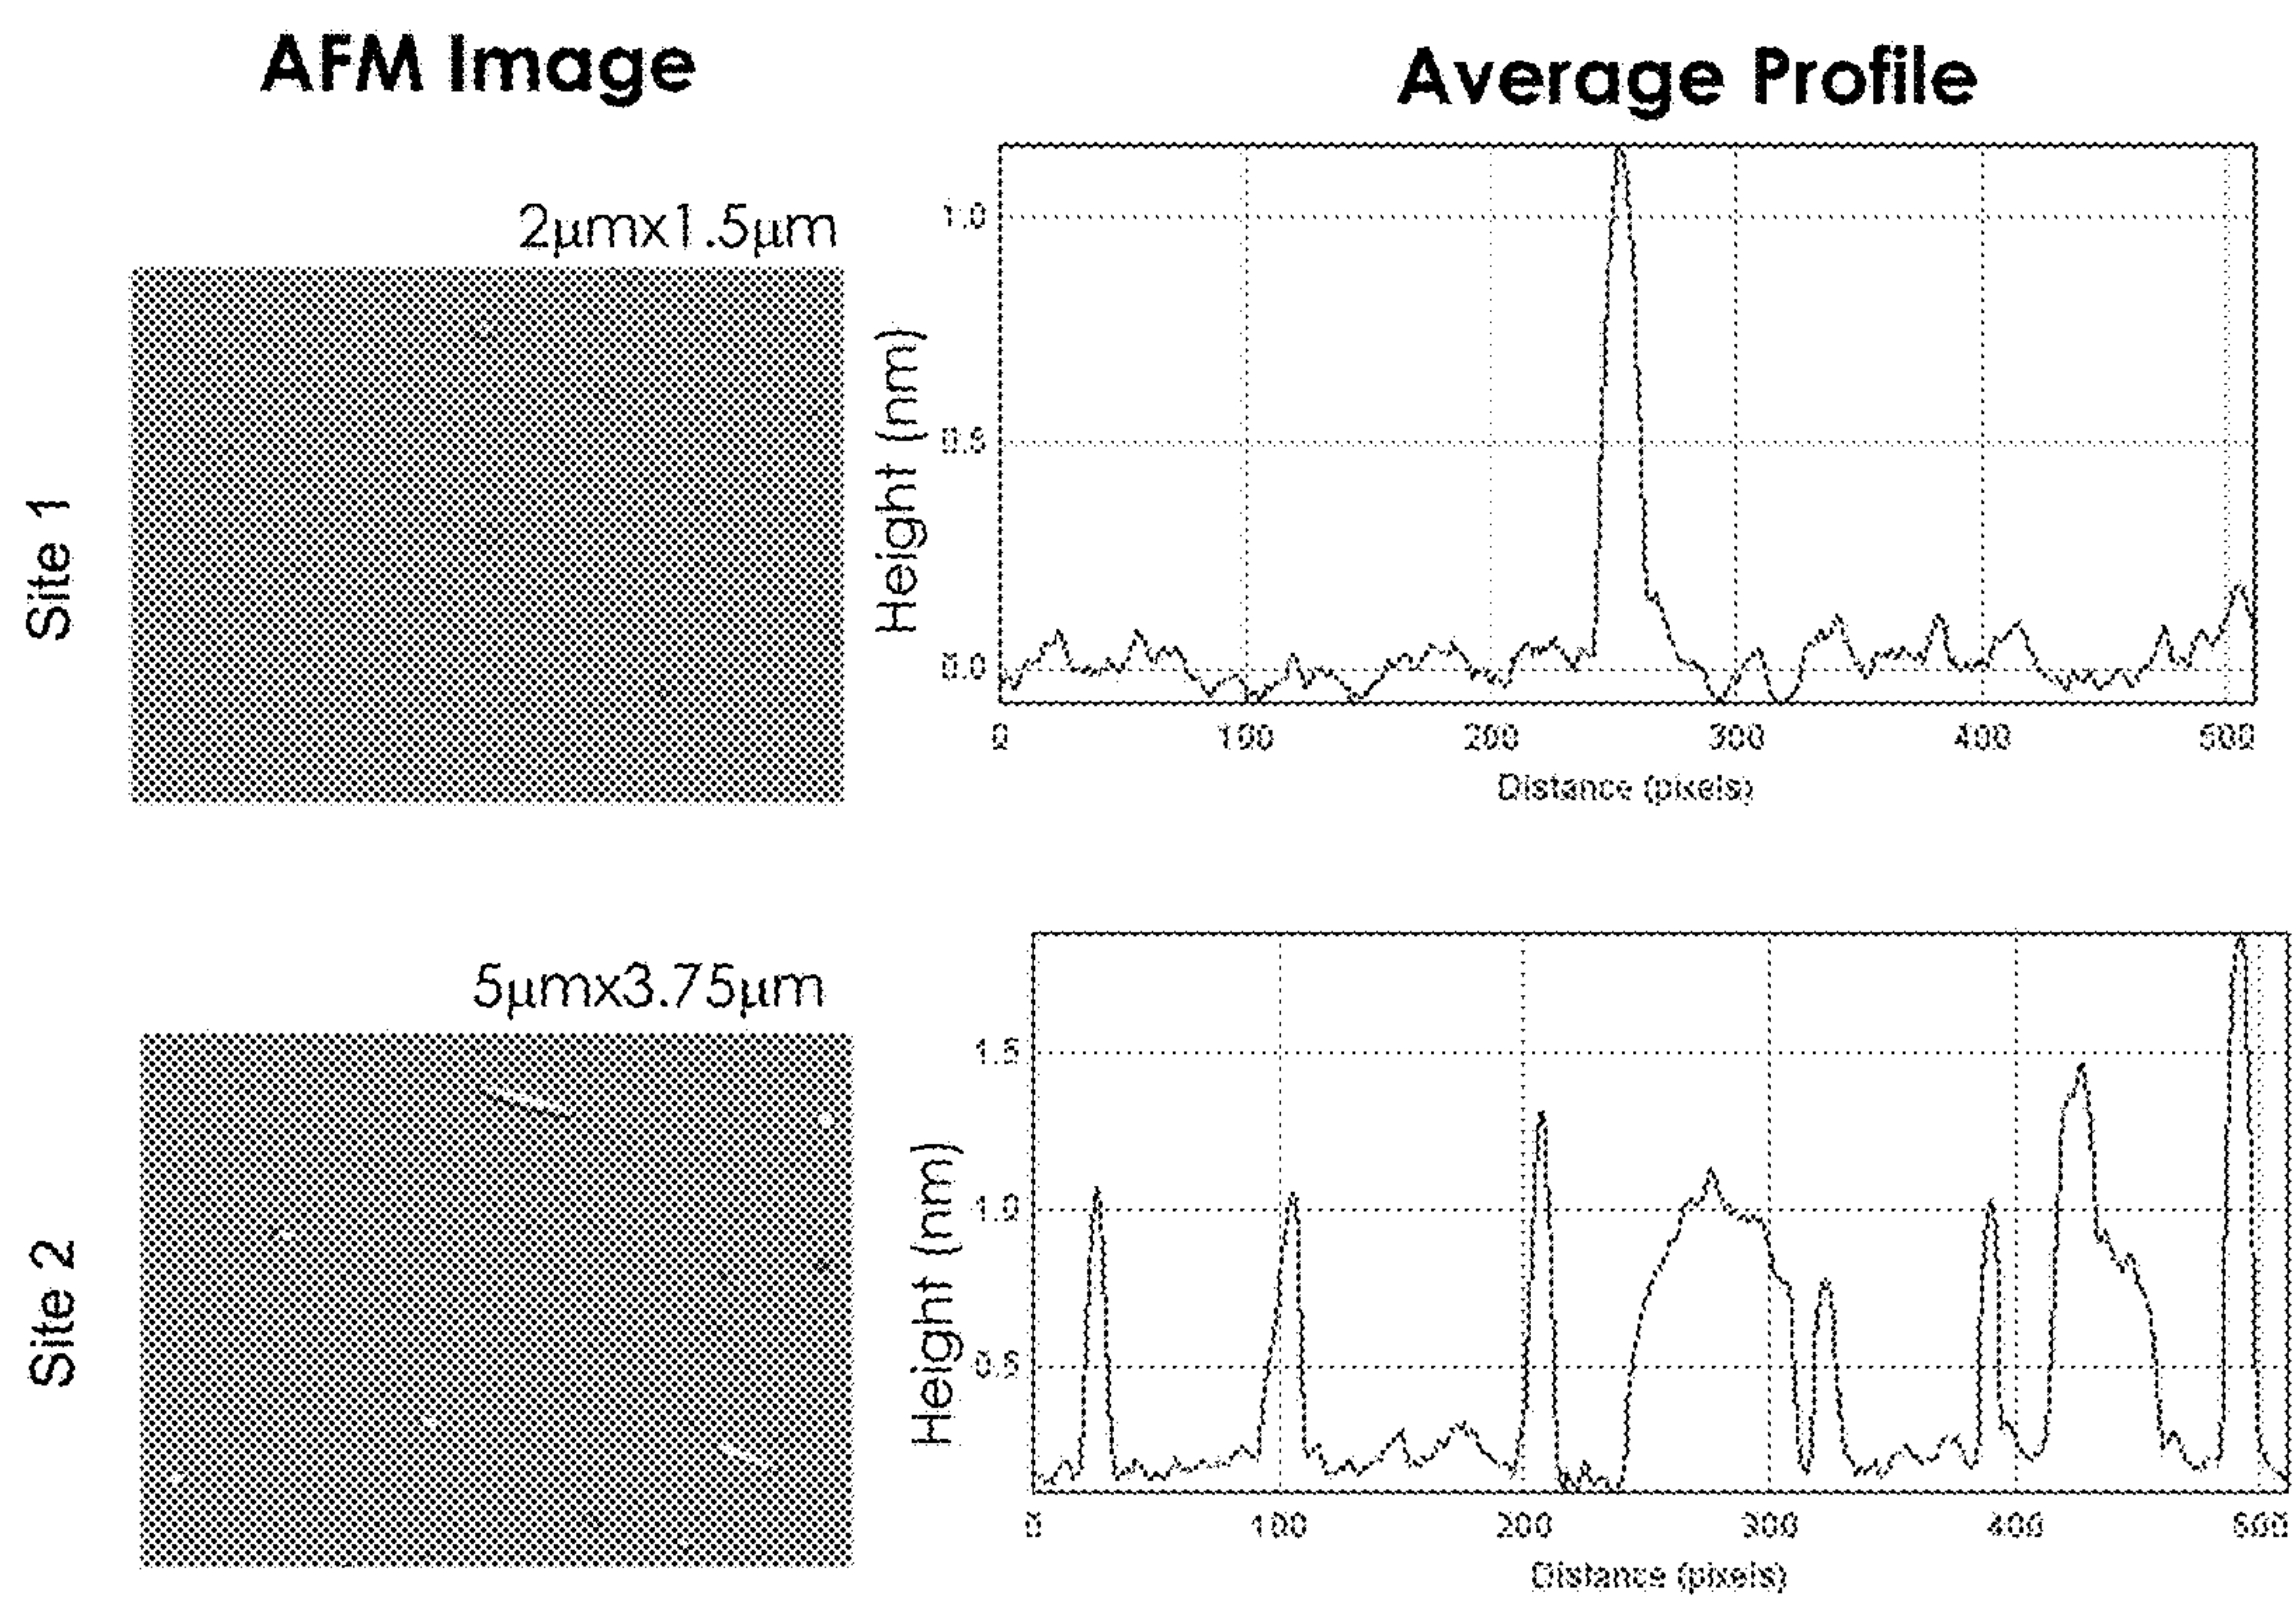 AFM Image
Average Profile
Site 1
2μmx1.5μm
Height (nm)
1.0
0.5
0.0
0 100 200 300 400 500
Distance (pixels)
Site 2
5μmx3.75μm
Height (nm)
1.5
1.0
0.5
0 100 200 300 400 500
Distance (pixels)